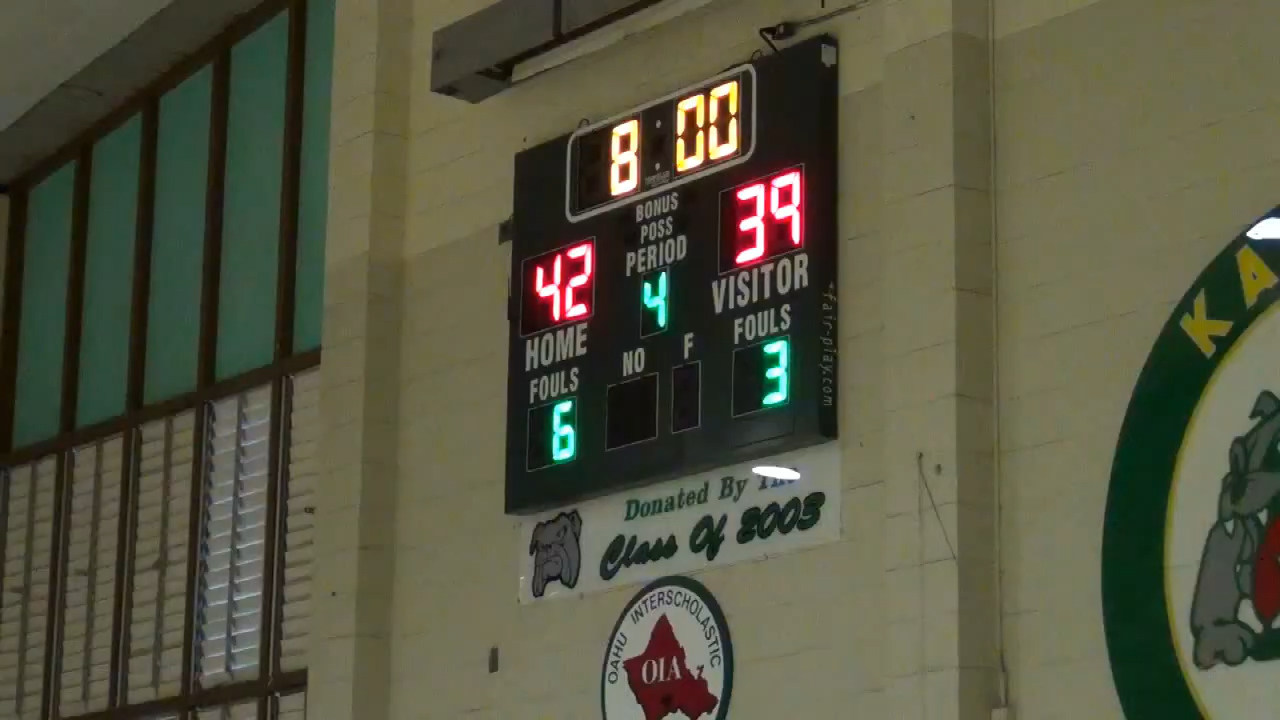 8:00
BONUS
POSS
PERIOD
42 4 39
HOME VISITOR
FOULS NO F FOULS
6 3
fair-play.com
Donated By The
Class Of 2003
OAHU INTERSCHOLASTIC
OIA
KA